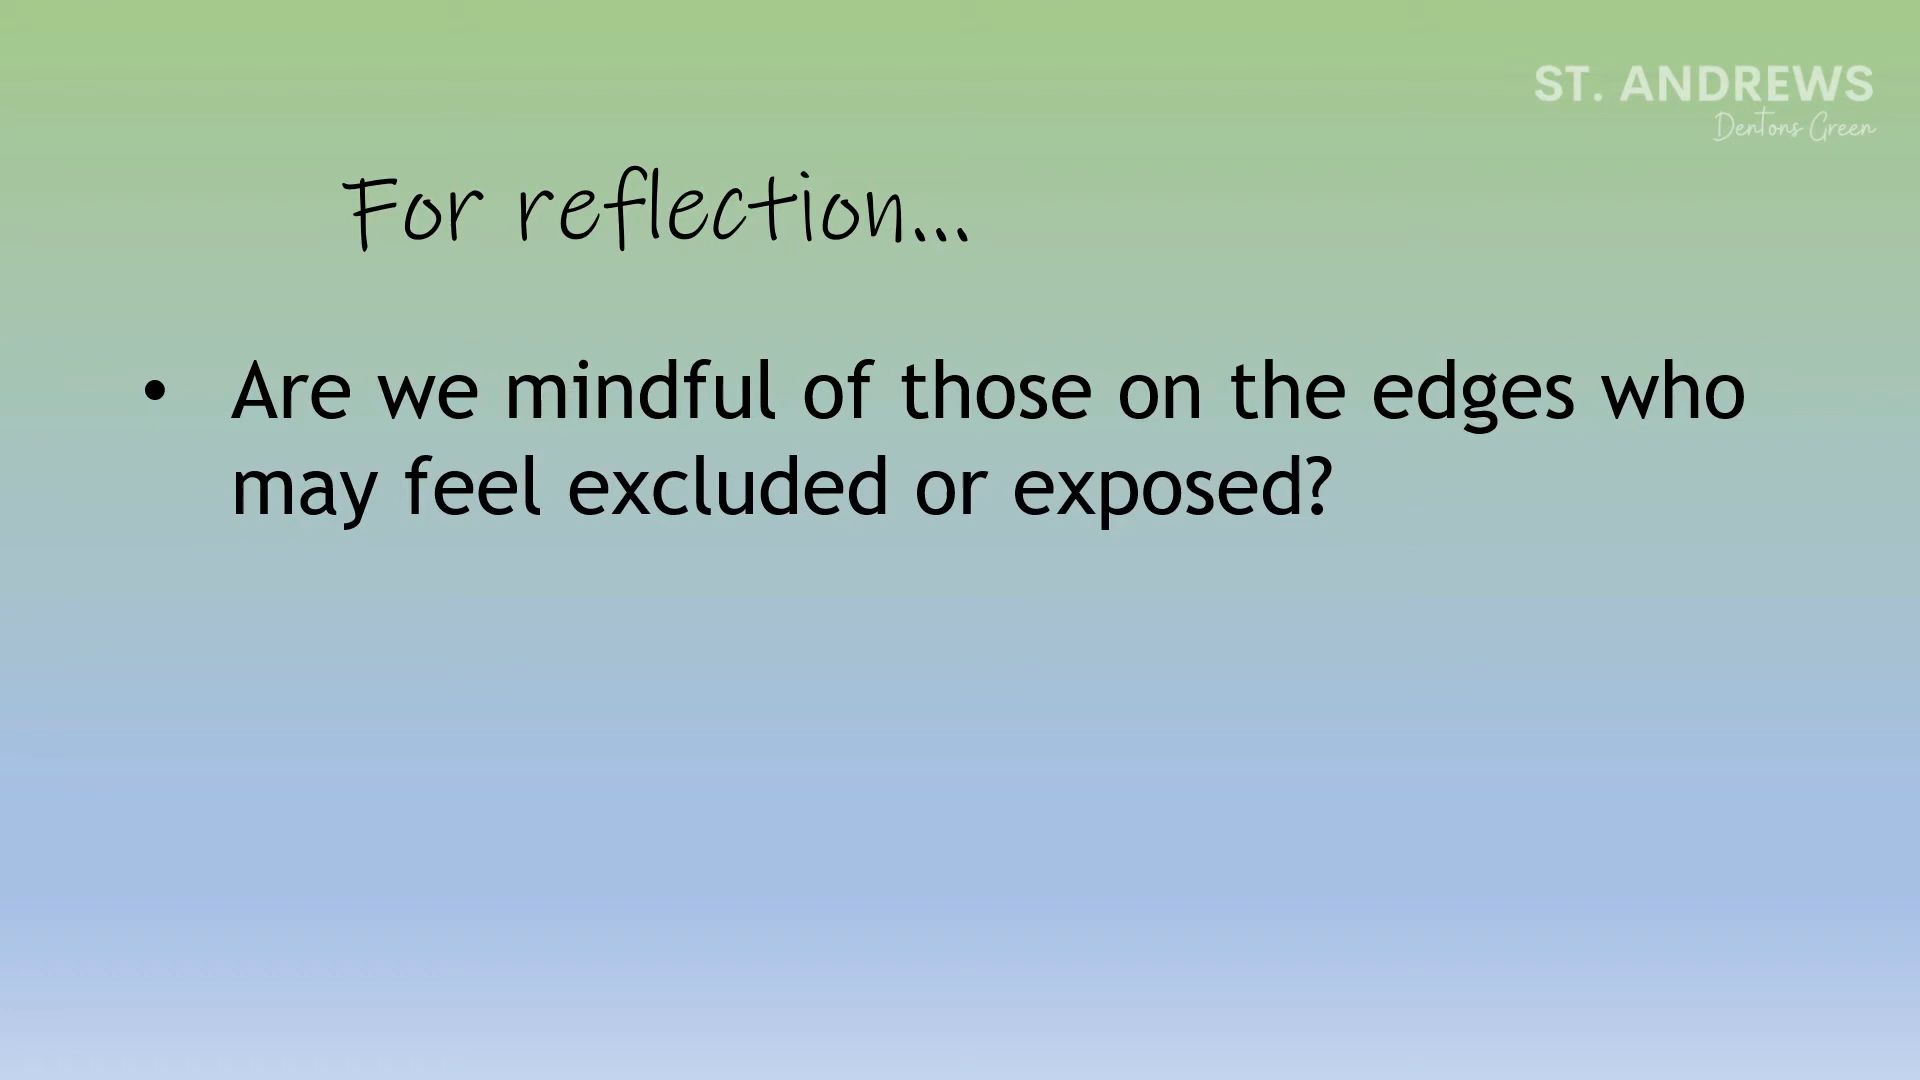 ST. ANDREWS
Dentons Green
For reflection...
• Are we mindful of those on the edges who
may feel excluded or exposed?